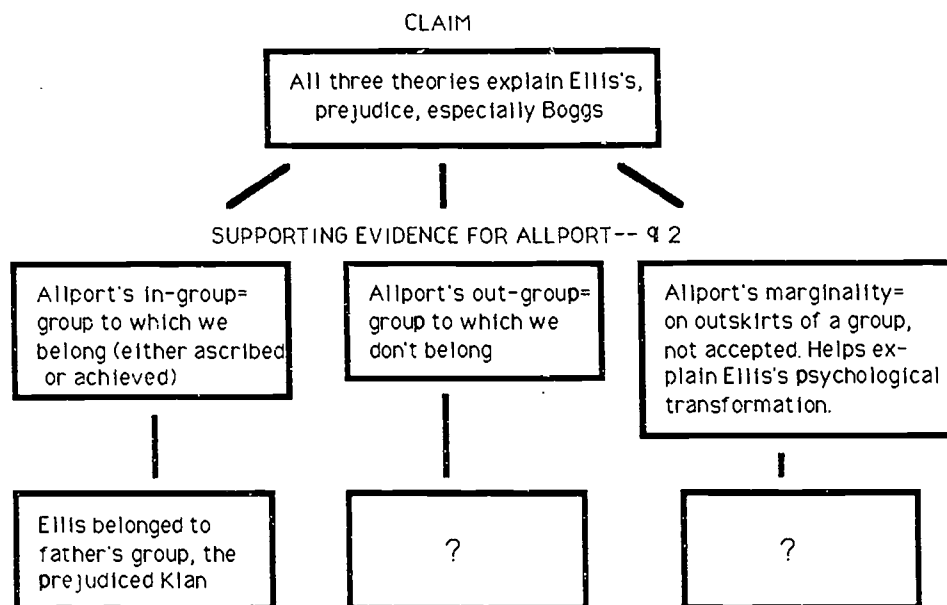 CLAIM
All three theories explain Ellis's,
prejudice, especially Boggs
SUPPORTING EVIDENCE FOR ALLPORT-- ¶ 2
Allport's in-group=
group to which we
belong (either ascribed
or achieved)
Allport's out-group=
group to which we
don't belong
Allport's marginality=
on outskirts of a group,
not accepted. Helps ex-
plain Ellis's psychological
transformation.
Ellis belonged to
father's group, the
prejudiced Klan
?
?